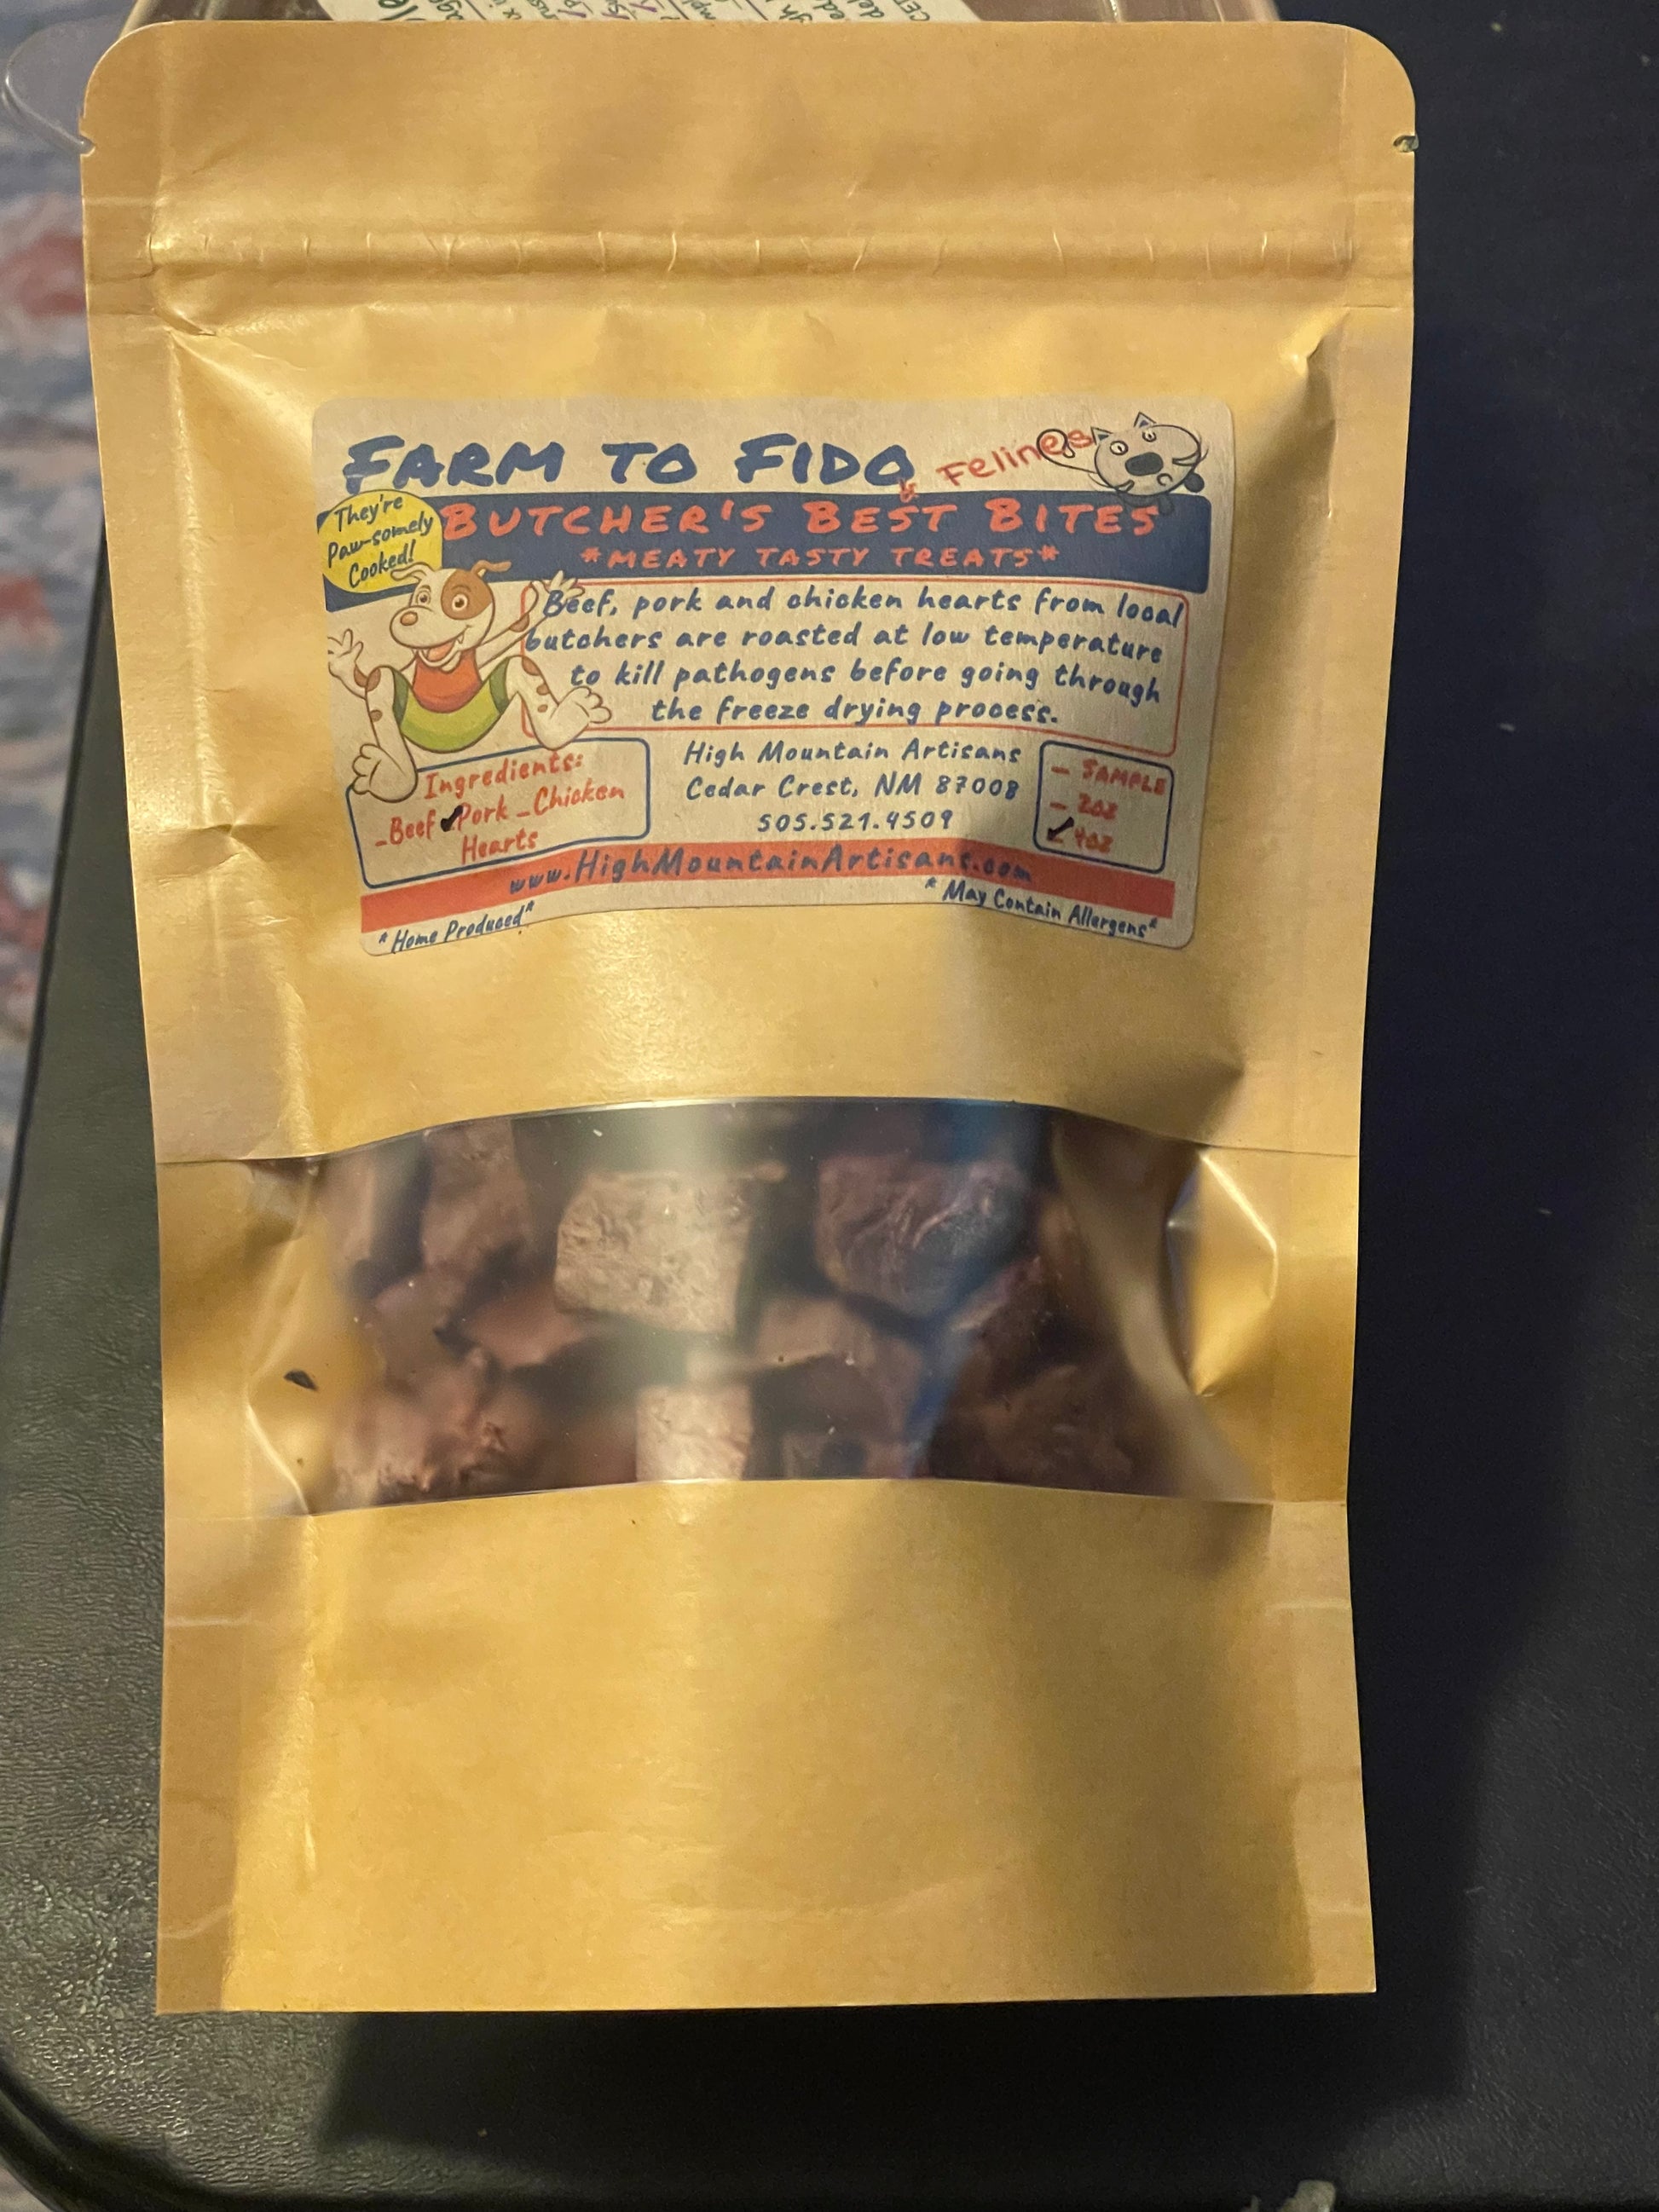 FARM TO FIDO
& Felines
They're
Paw-somely
Cooked!
BUTCHER'S BEST BITES
*MEATY TASTY TREATS*
Beef, pork and chicken hearts from local
butchers are roasted at low temperature
to kill pathogens before going through
the freeze drying process.
Ingredients:
_Beef ✓Pork _Chicken
Hearts
High Mountain Artisans
Cedar Crest, NM 87008
505.521.4509
_ SAMPLE
_ 2oz
✓ 4oz
www.HighMountainArtisans.com
*Home Produced*
*May Contain Allergens*